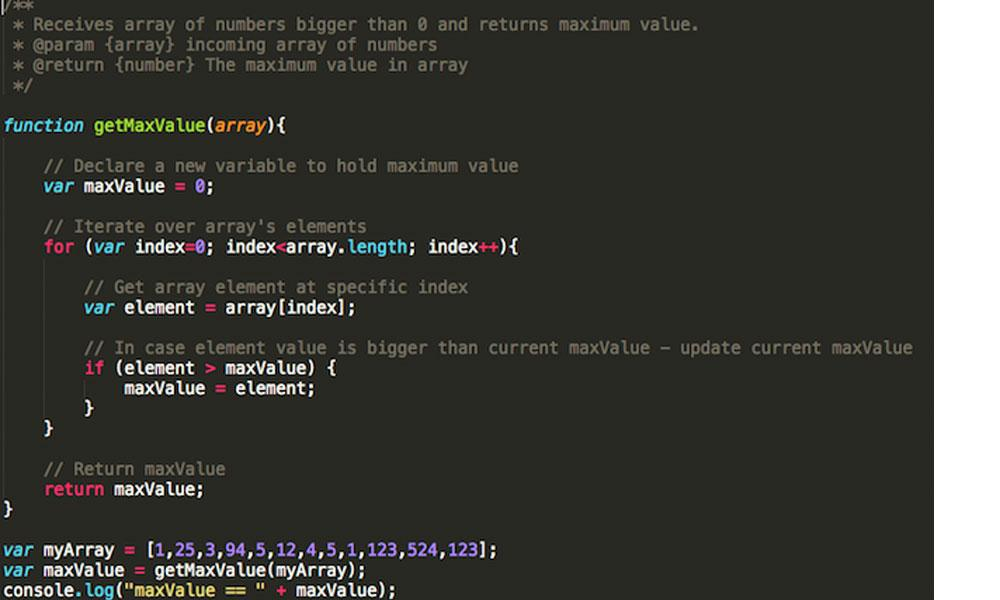 /**
 * Receives array of numbers bigger than 0 and returns maximum value.
 * @param {array} incoming array of numbers
 * @return {number} The maximum value in array
 */
function getMaxValue(array){
    // Declare a new variable to hold maximum value
    var maxValue = 0;
    // Iterate over array's elements
    for (var index=0; index<array.length; index++){
        // Get array element at specific index
        var element = array[index];
        // In case element value is bigger than current maxValue – update current maxValue
        if (element > maxValue) {
            maxValue = element;
        }
    }
    // Return maxValue
    return maxValue;
}
var myArray = [1,25,3,94,5,12,4,5,1,123,524,123];
var maxValue = getMaxValue(myArray);
console.log("maxValue == " + maxValue);